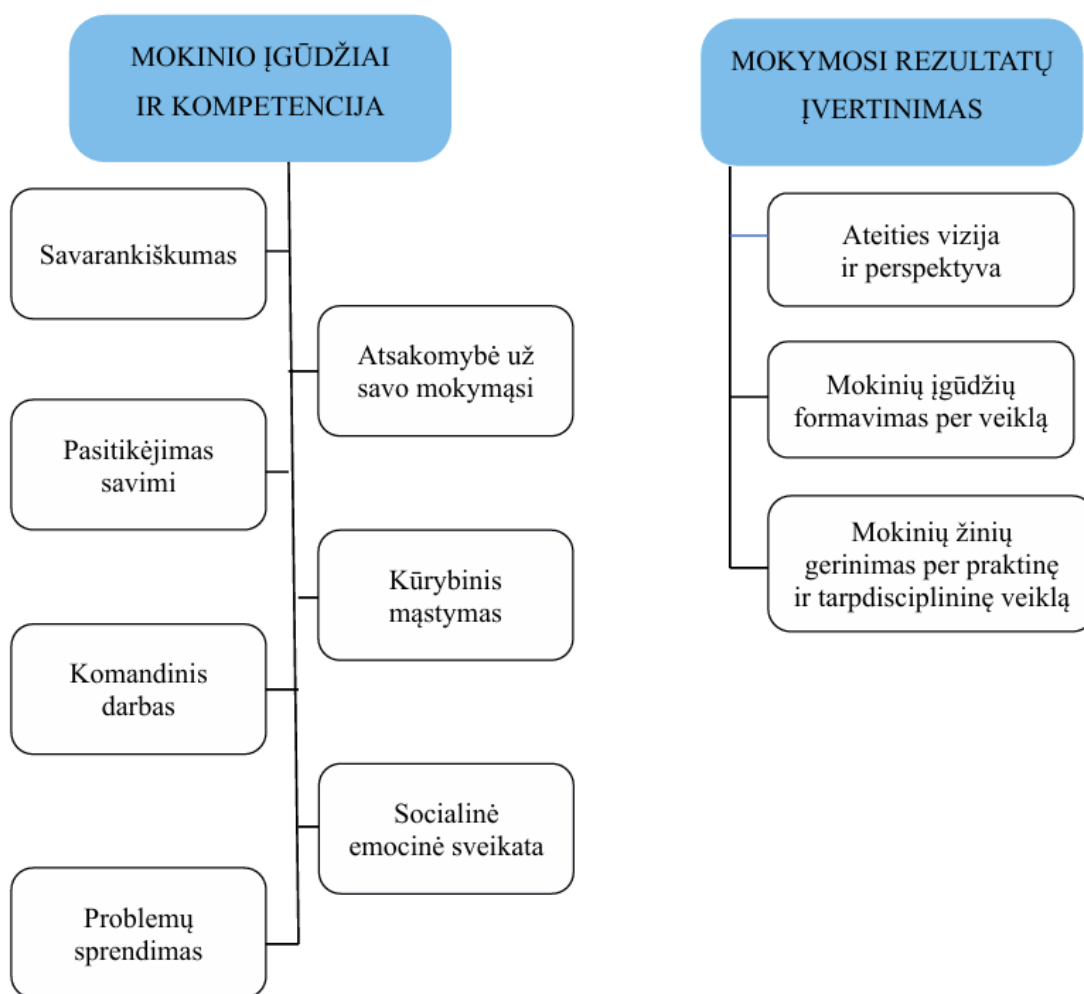 MOKINIO ĮGŪDŽIAI
IR KOMPETENCIJA
Savarankiškumas
Atsakomybė už
savo mokymąsi
Pasitikėjimas
savimi
Kūrybinis
mąstymas
Komandinis
darbas
Socialinė
emocinė sveikata
Problemų
sprendimas
MOKYMOSI REZULTATŲ
ĮVERTINIMAS
Ateities vizija
ir perspektyva
Mokinių įgūdžių
formavimas per veiklą
Mokinių žinių
gerinimas per praktinę
ir tarpdisciplininę veiklą